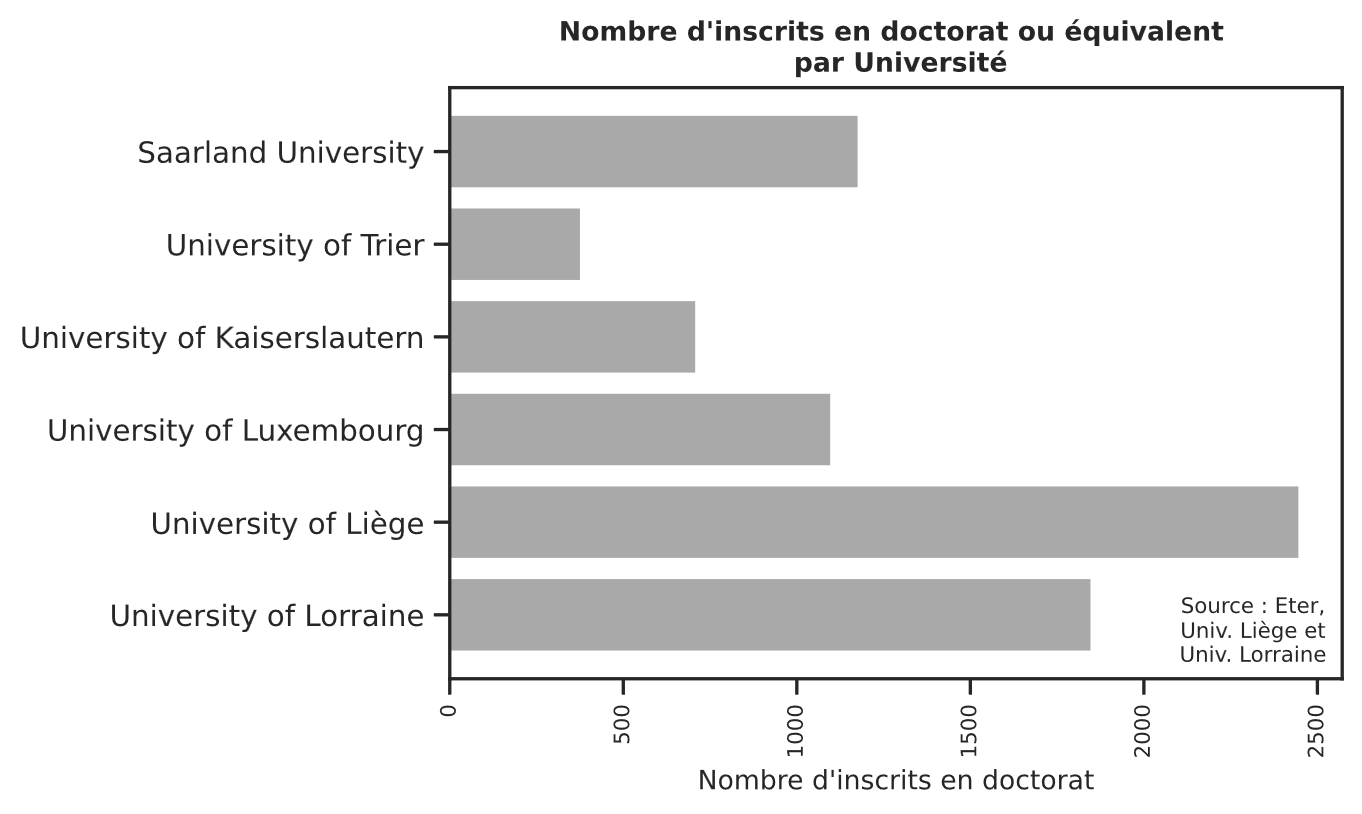 Nombre d'inscrits en doctorat ou équivalent
par Université
Saarland University
University of Trier
University of Kaiserslautern
University of Luxembourg
University of Liège
University of Lorraine
Source : Eter,
Univ. Liège et
Univ. Lorraine
0
500
1000
1500
2000
2500
Nombre d'inscrits en doctorat